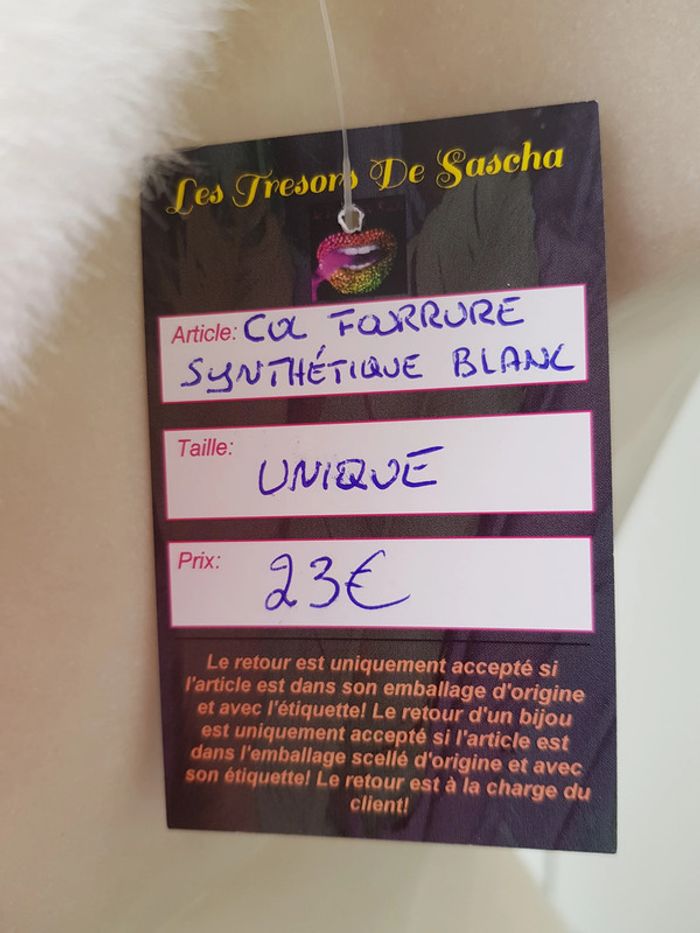 Les Tresors De Sascha
Article: COL FOURRURE
SYNTHÉTIQUE BLANC
Taille:
UNIQUE
Prix:
23€
Le retour est uniquement accepté si
l'article est dans son emballage d'origine
et avec l'étiquette! Le retour d'un bijou
est uniquement accepté si l'article est
dans l'emballage scellé d'origine et avec
son étiquette! Le retour est à la charge du
client!